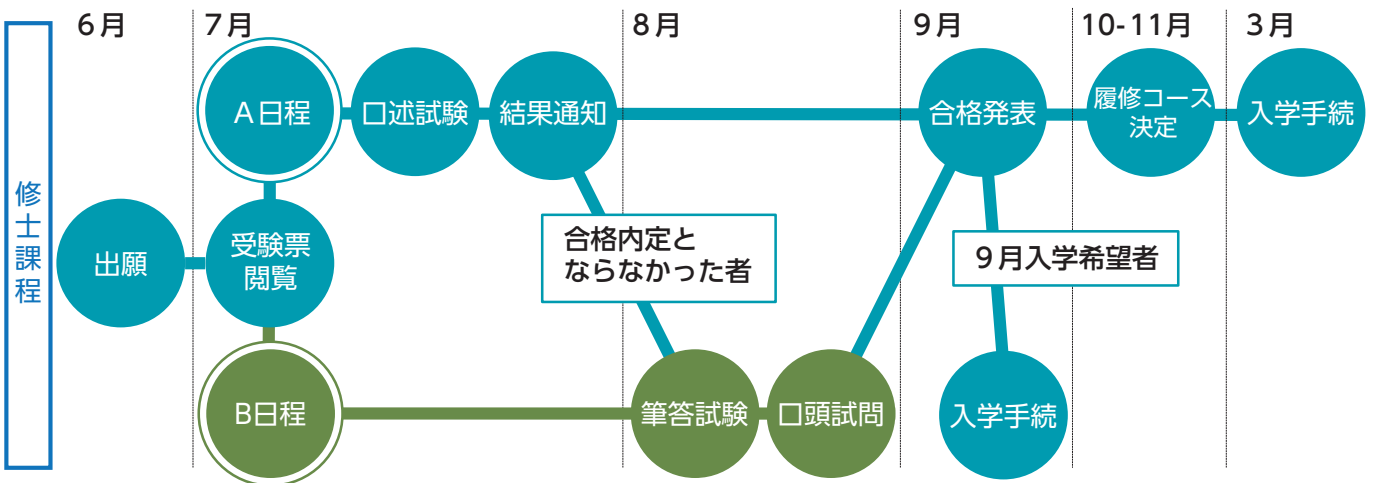 6月
7月
8月
9月
10-11月
3月
修士課程
A日程
口述試験
結果通知
合格発表
履修コース
決定
入学手続
出願
受験票
閲覧
合格内定と
ならなかった者
9月入学希望者
B日程
筆答試験
口頭試問
入学手続